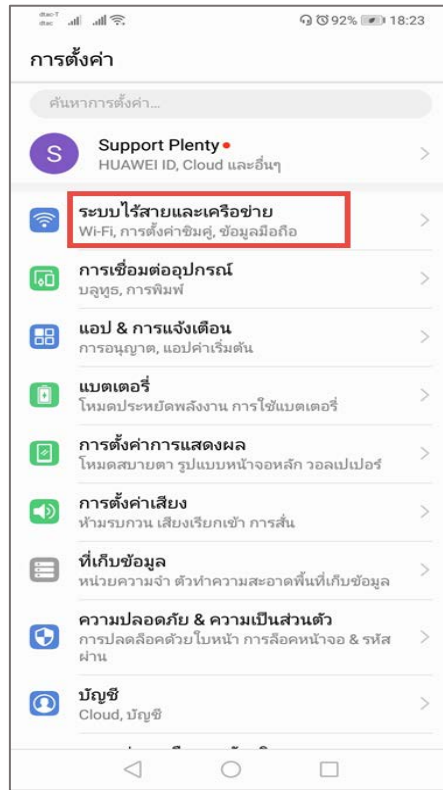 dtac-T
dtac
92% 18:23
การตั้งค่า
ค้นหาการตั้งค่า...
S
Support Plenty
HUAWEI ID, Cloud และอื่นๆ
ระบบไร้สายและเครือข่าย
Wi-Fi, การตั้งค่าซิมคู่, ข้อมูลมือถือ
การเชื่อมต่ออุปกรณ์
บลูทูธ, การพิมพ์
แอป & การแจ้งเตือน
การอนุญาต, แอปค่าเริ่มต้น
แบตเตอรี่
โหมดประหยัดพลังงาน การใช้แบตเตอรี่
การตั้งค่าการแสดงผล
โหมดสบายตา รูปแบบหน้าจอหลัก วอลเปเปอร์
การตั้งค่าเสียง
ห้ามรบกวน เสียงเรียกเข้า การสั่น
ที่เก็บข้อมูล
หน่วยความจำ ตัวทำความสะอาดพื้นที่เก็บข้อมูล
ความปลอดภัย & ความเป็นส่วนตัว
การปลดล็อคด้วยใบหน้า การล็อคหน้าจอ & รหัส
ผ่าน
บัญชี
Cloud, บัญชี